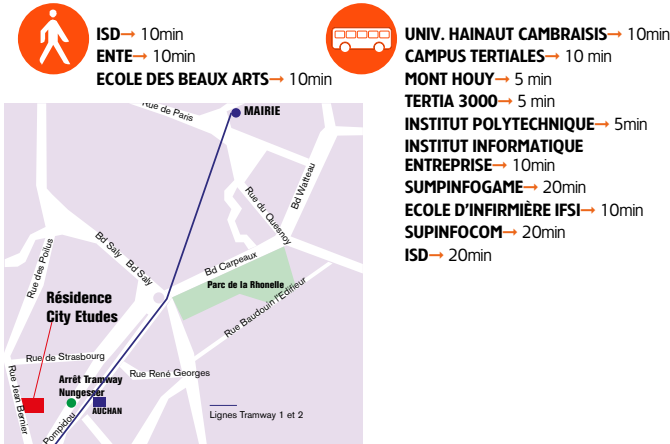 ISD→ 10min
ENTE→ 10min
ECOLE DES BEAUX ARTS→ 10min
UNIV. HAINAUT CAMBRAISIS→ 10min
CAMPUS TERTIALES→ 10 min
MONT HOUY→ 5 min
TERTIA 3000→ 5 min
INSTITUT POLYTECHNIQUE→ 5min
INSTITUT INFORMATIQUE
ENTREPRISE→ 10min
SUMPINFOGAME→ 20min
ECOLE D'INFIRMIÈRE IFSI→ 10min
SUPINFOCOM→ 20min
ISD→ 20min
Rue de Paris
MAIRIE
Bd Watteau
Rue du Quesnoy
Rue des Poilus
Bd Saly
Bd Saly
Bd Carpeaux
Parc de la Rhonelle
Rue Baudouin l'Edifieur
Résidence
City Etudes
Rue de Strasbourg
Rue René Georges
Rue Jean Bernier
Arrêt Tramway
Nungesser
AUCHAN
Pompidou
Lignes Tramway 1 et 2